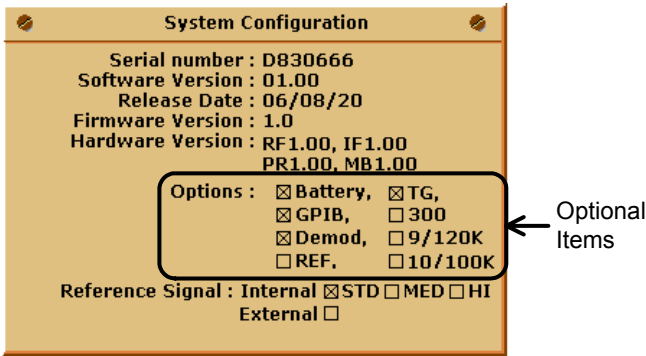 System Configuration
Serial number : D830666
Software Version : 01.00
Release Date : 06/08/20
Firmware Version : 1.0
Hardware Version : RF1.00, IF1.00
PR1.00, MB1.00
Options : ☒ Battery, ☒ TG,
☒ GPIB, ☐ 300
☒ Demod, ☐ 9/120K
☐ REF, ☐ 10/100K
Reference Signal : Internal ☒ STD ☐ MED ☐ HI
External ☐
Optional
Items